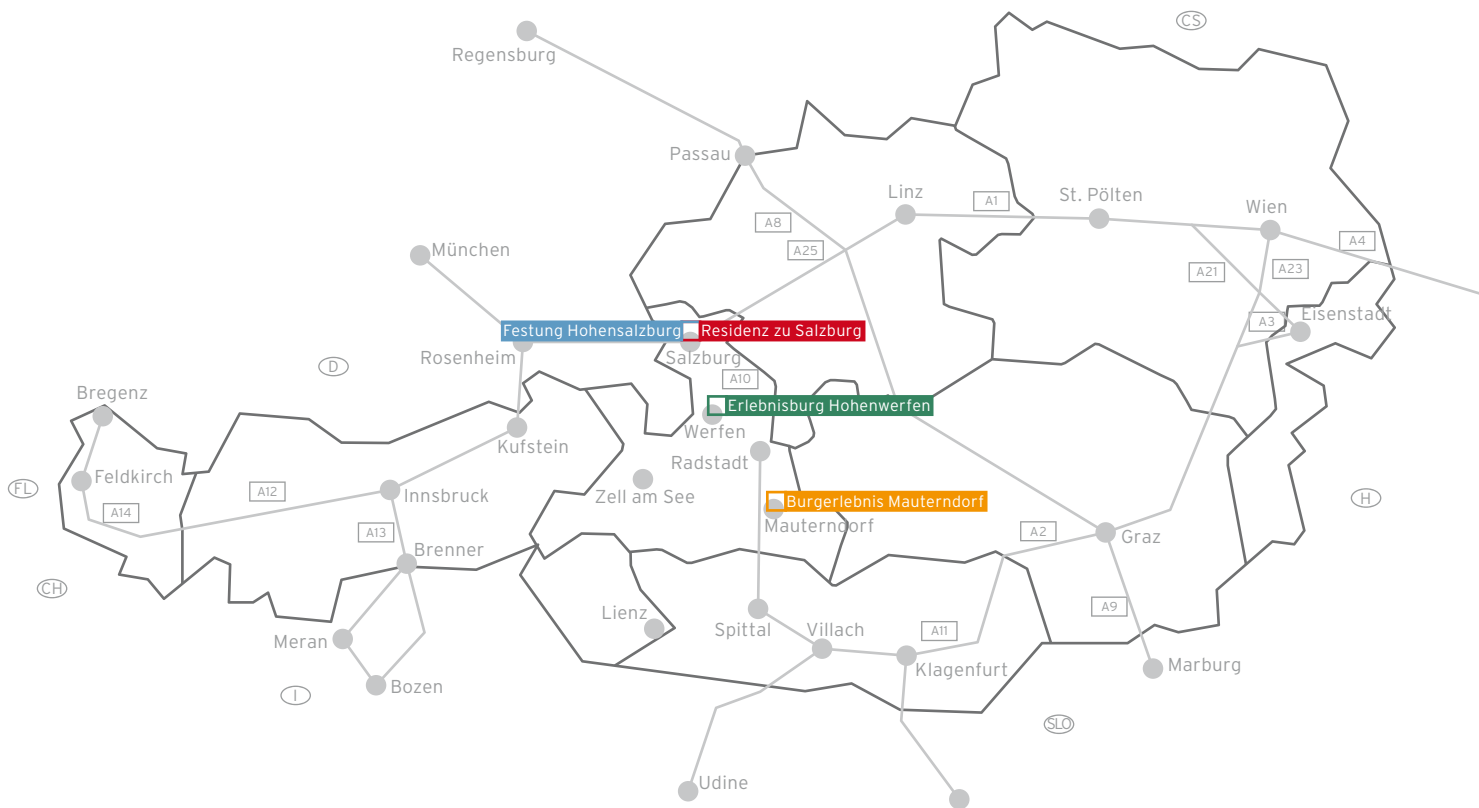 CS
Regensburg
Passau
Linz
A1
St. Pölten
Wien
A8
A25
A4
A21
A23
München
Festung Hohensalzburg
Residenz zu Salzburg
A3
Eisenstadt
Rosenheim
Salzburg
D
A10
Bregenz
Erlebnisburg Hohenwerfen
Werfen
Kufstein
Radstadt
Feldkirch
FL
A12
Innsbruck
Zell am See
Burgerlebnis Mauterndorf
H
A14
A13
Mauterndorf
A2
Graz
Brenner
CH
Lienz
Spittal
Villach
A11
A9
Meran
Klagenfurt
Marburg
Bozen
I
SLO
Udine